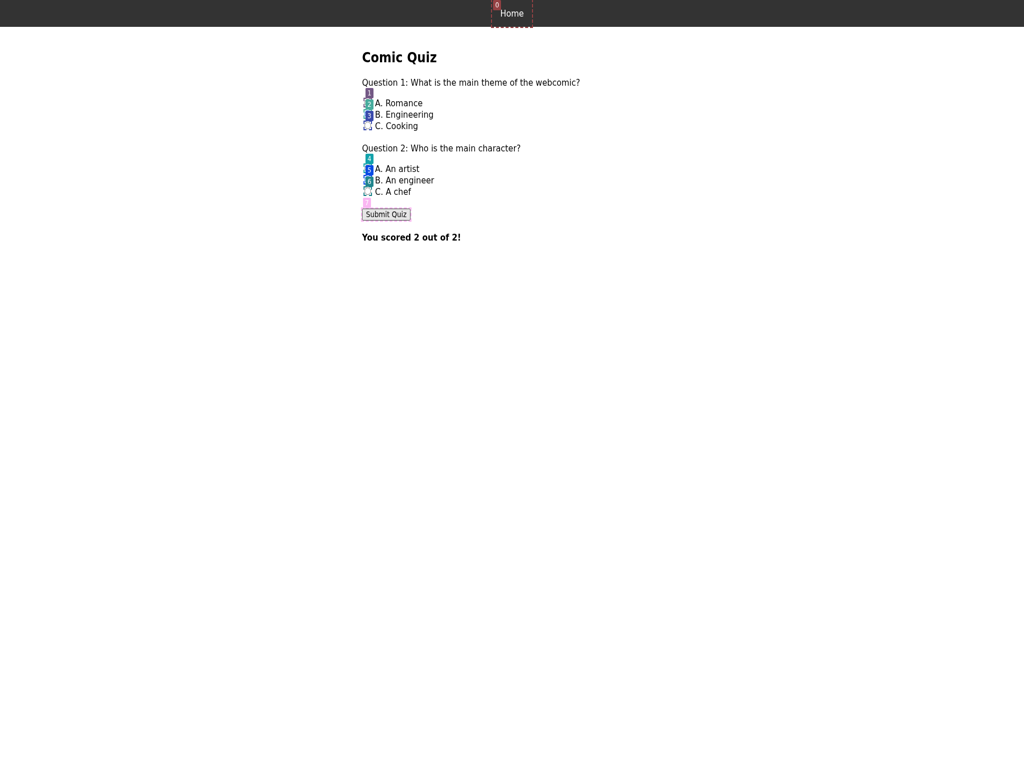 0
Home
Comic Quiz
Question 1: What is the main theme of the webcomic?
1
2 A. Romance
3 B. Engineering
C. Cooking
Question 2: Who is the main character?
4
5 A. An artist
6 B. An engineer
C. A chef
7
Submit Quiz
You scored 2 out of 2!